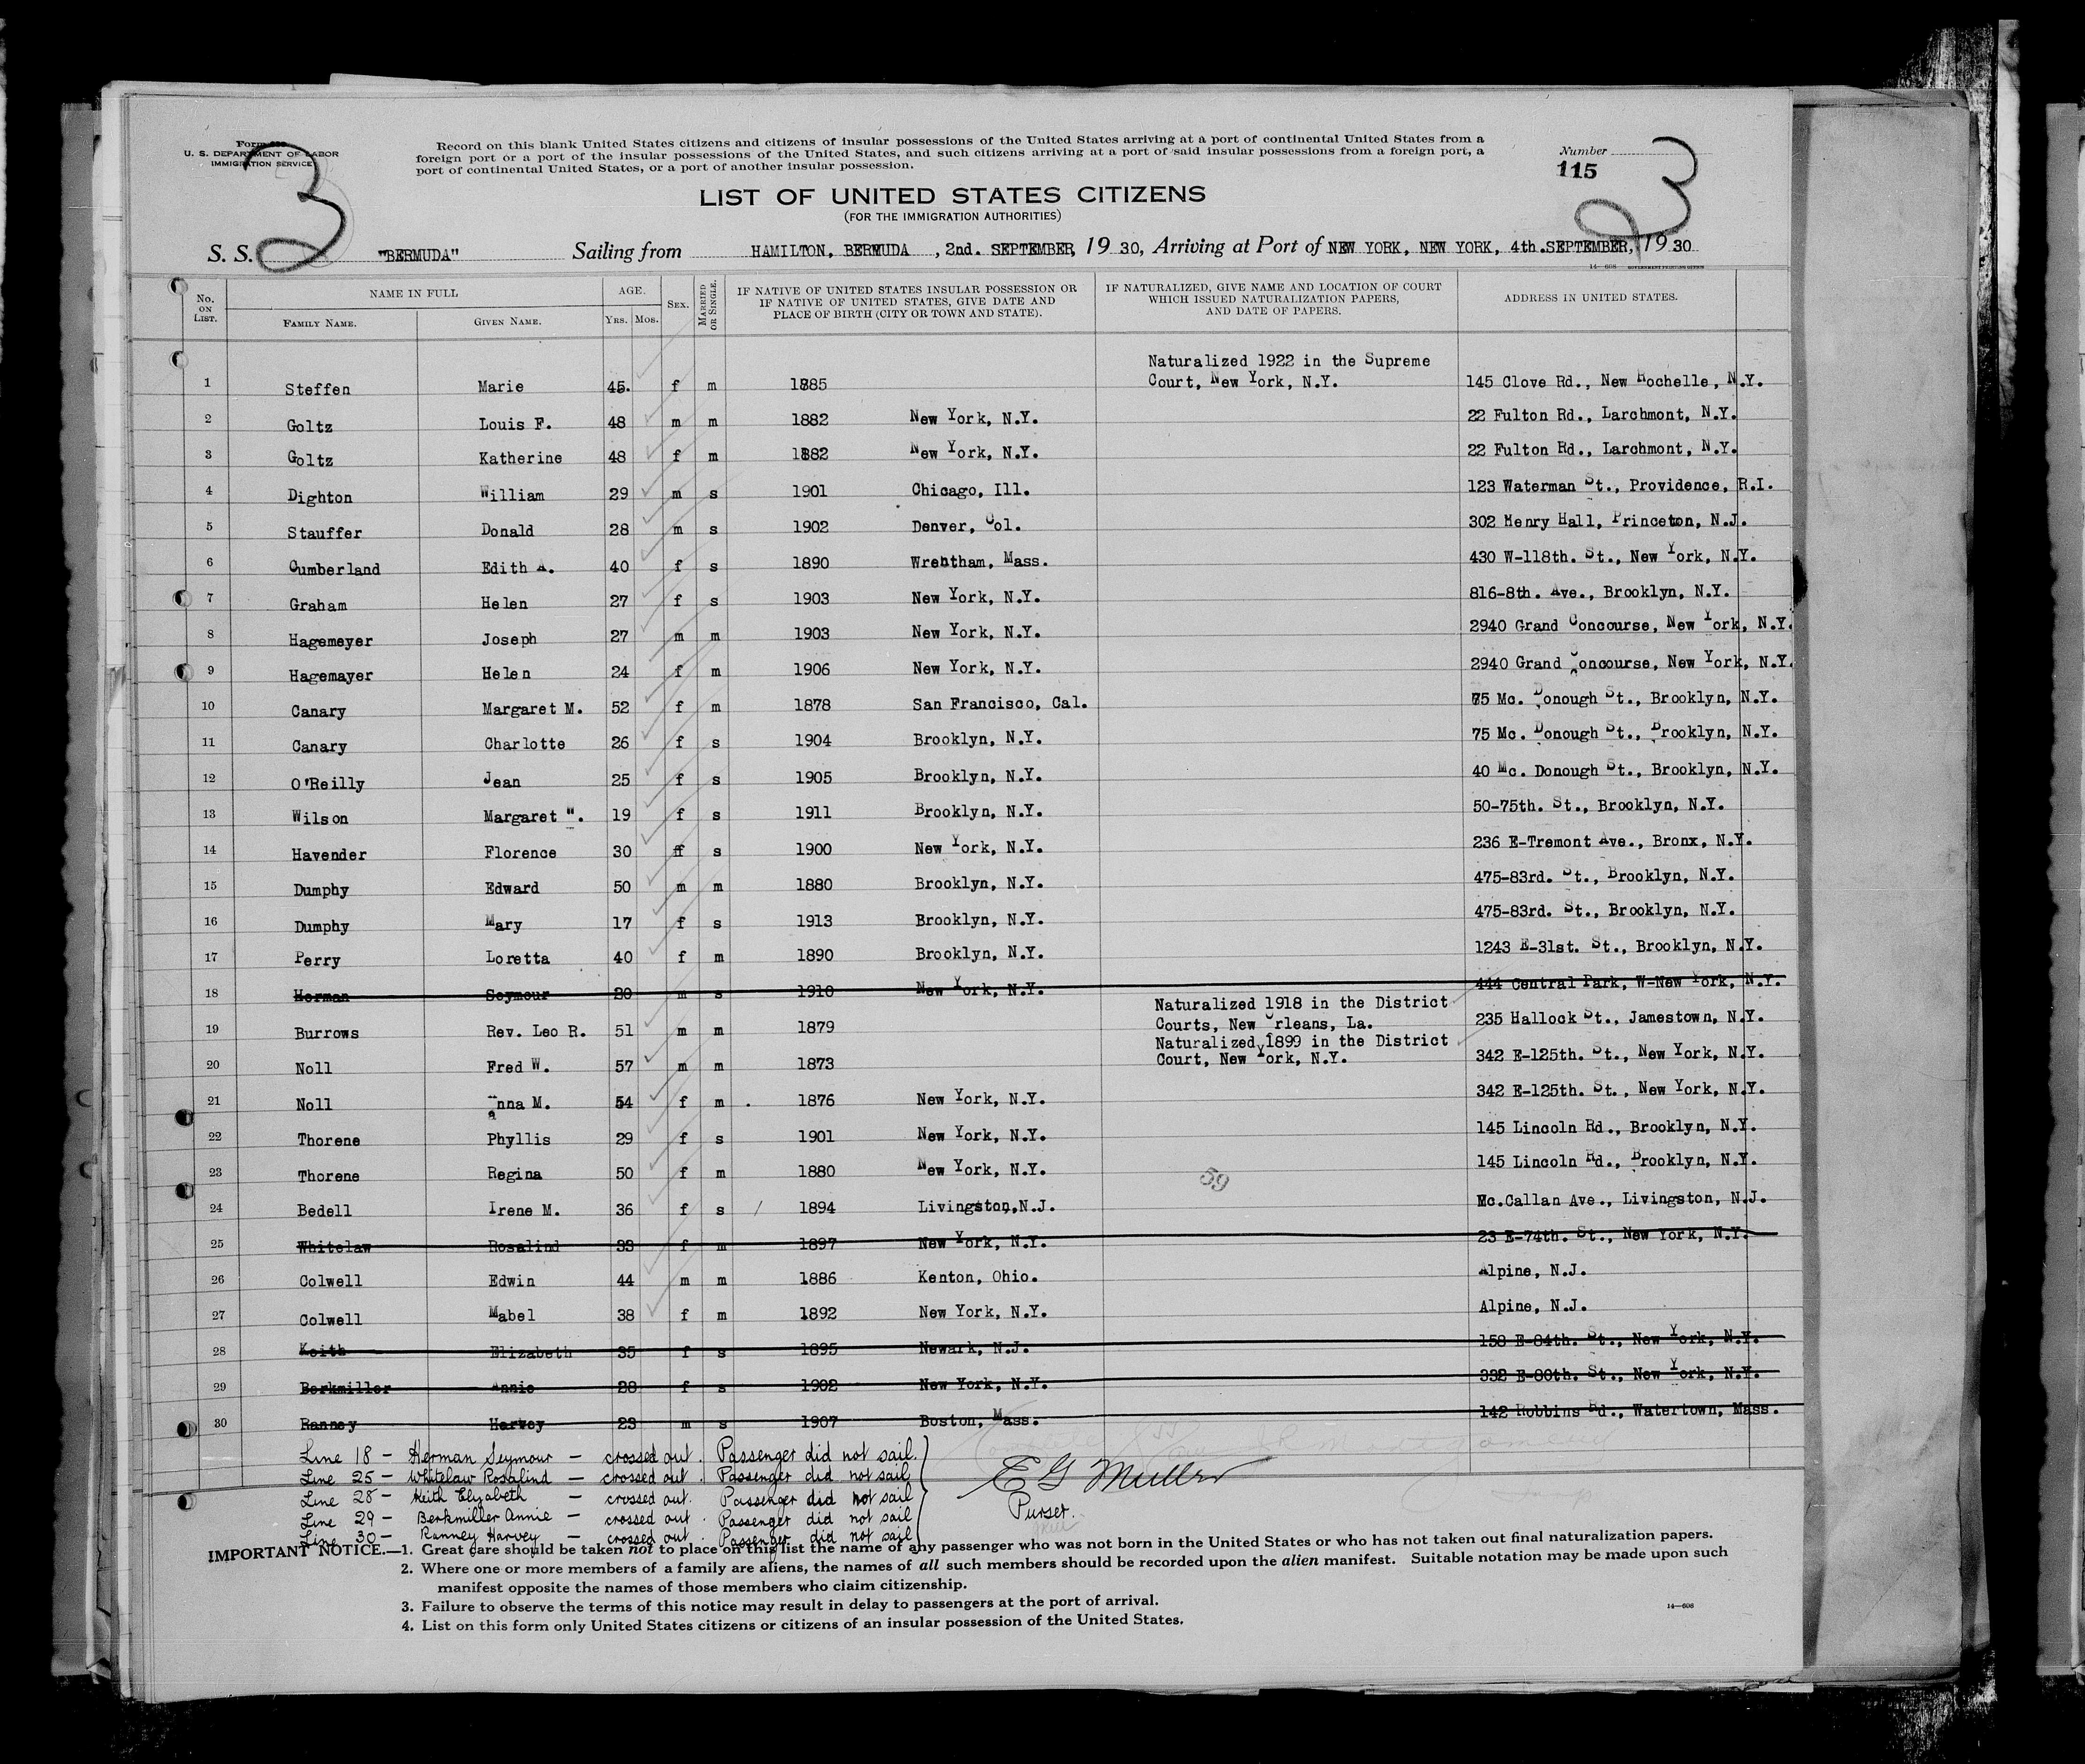 Form
U. S. DEPARTMENT OF LABOR
IMMIGRATION SERVICE
3
Record on this blank United States citizens and citizens of insular possessions of the United States arriving at a port of continental United States from a
foreign port or a port of the insular possessions of the United States, and such citizens arriving at a port of said insular possessions from a foreign port, a
port of continental United States, or a port of another insular possession.
Number
115
3
LIST OF UNITED STATES CITIZENS
(FOR THE IMMIGRATION AUTHORITIES)
S. S. "BERMUDA" Sailing from HAMILTON, BERMUDA , 2nd. SEPTEMBER, 19 30, Arriving at Port of NEW YORK, NEW YORK, 4th.SEPTEMBER, 19 30
14—608 GOVERNMENT PRINTING OFFICE
No. ON LIST. NAME IN FULL AGE. SEX. MARRIED OR SINGLE. IF NATIVE OF UNITED STATES INSULAR POSSESSION OR IF NATIVE OF UNITED STATES, GIVE DATE AND PLACE OF BIRTH (CITY OR TOWN AND STATE). IF NATURALIZED, GIVE NAME AND LOCATION OF COURT WHICH ISSUED NATURALIZATION PAPERS, AND DATE OF PAPERS. ADDRESS IN UNITED STATES.
FAMILY NAME. GIVEN NAME. YRS. MOS.
Naturalized 1922 in the Supreme
1 Steffen Marie 45. f m 1885 Court, New York, N.Y. 145 Clove Rd., New Rochelle, N.Y.
2 Goltz Louis F. 48 m m 1882 New York, N.Y. 22 Fulton Rd., Larchmont, N.Y.
3 Goltz Katherine 48 f m 1882 New York, N.Y. 22 Fulton Rd., Larchmont, N.Y.
4 Dighton William 29 m s 1901 Chicago, Ill. 123 Waterman St., Providence, R.I.
5 Stauffer Donald 28 m s 1902 Denver, Col. 302 Henry Hall, Princeton, N.J.
6 Cumberland Edith A. 40 f s 1890 Wrentham, Mass. 430 W-118th. St., New York, N.Y.
7 Graham Helen 27 f s 1903 New York, N.Y. 816-8th. Ave., Brooklyn, N.Y.
8 Hagemeyer Joseph 27 m m 1903 New York, N.Y. 2940 Grand Concourse, New York, N.Y.
9 Hagemayer Helen 24 f m 1906 New York, N.Y. 2940 Grand Concourse, New York, N.Y.
10 Canary Margaret M. 52 f m 1878 San Francisco, Cal. 75 Mc. Donough St., Brooklyn, N.Y.
11 Canary Charlotte 26 f s 1904 Brooklyn, N.Y. 75 Mc. Donough St., Brooklyn, N.Y.
12 O'Reilly Jean 25 f s 1905 Brooklyn, N.Y. 40 Mc. Donough St., Brooklyn, N.Y.
13 Wilson Margaret W. 19 f s 1911 Brooklyn, N.Y. 50-75th. St., Brooklyn, N.Y.
14 Havender Florence 30 f s 1900 New York, N.Y. 236 E-Tremont Ave., Bronx, N.Y.
15 Dumphy Edward 50 m m 1880 Brooklyn, N.Y. 475-83rd. St., Brooklyn, N.Y.
16 Dumphy Mary 17 f s 1913 Brooklyn, N.Y. 475-83rd. St., Brooklyn, N.Y.
17 Perry Loretta 40 f m 1890 Brooklyn, N.Y. 1243 E-31st. St., Brooklyn, N.Y.
18 Herman Seymour 20 m s 1910 New York, N.Y. 444 Central Park, W-New York, N.Y.
Naturalized 1918 in the District
19 Burrows Rev. Leo R. 51 m m 1879 Courts, New Orleans, La. 235 Hallock St., Jamestown, N.Y.
Naturalized 1899 in the District
20 Noll Fred W. 57 m m 1873 Court, New York, N.Y. 342 E-125th. St., New York, N.Y.
21 Noll Anna M. 54 f m 1876 New York, N.Y. 342 E-125th. St., New York, N.Y.
22 Thorene Phyllis 29 f s 1901 New York, N.Y. 145 Lincoln Rd., Brooklyn, N.Y.
23 Thorene Regina 50 f m 1880 New York, N.Y. 145 Lincoln Rd., Brooklyn, N.Y.
59
24 Bedell Irene M. 36 f s 1894 Livingston,N.J. Mc.Callan Ave., Livingston, N.J.
25 Whitelaw Rosalind 33 f m 1897 New York, N.Y. 23 E-74th. St., New York, N.Y.
26 Colwell Edwin 44 m m 1886 Kenton, Ohio. Alpine, N.J.
27 Colwell Mabel 38 f m 1892 New York, N.Y. Alpine, N.J.
28 Keith Elizabeth 35 f s 1895 Newark, N.J. 158 E-84th. St., New York, N.Y.
29 Berkmiller Annie 28 f s 1902 New York, N.Y. 332 E-80th. St., New York, N.Y.
30 Ranney Harvey 23 m s 1907 Boston, Mass. 142 Robbins Rd., Watertown, Mass.
Line 18 - Herman Seymour - crossed out. Passenger did not sail.
Line 25 - Whitelaw Rosalind - crossed out. Passenger did not sail
Line 28 - Keith Elizabeth - crossed out. Passenger did not sail
Line 29 - Berkmiller Annie - crossed out. Passenger did not sail
Line 30 - Ranney Harvey - crossed out. Passenger did not sail
E G Muller
Purser.
IMPORTANT NOTICE.—1. Great care should be taken not to place on this list the name of any passenger who was not born in the United States or who has not taken out final naturalization papers.
2. Where one or more members of a family are aliens, the names of all such members should be recorded upon the alien manifest. Suitable notation may be made upon such
manifest opposite the names of those members who claim citizenship.
3. Failure to observe the terms of this notice may result in delay to passengers at the port of arrival.
4. List on this form only United States citizens or citizens of an insular possession of the United States.
14—608